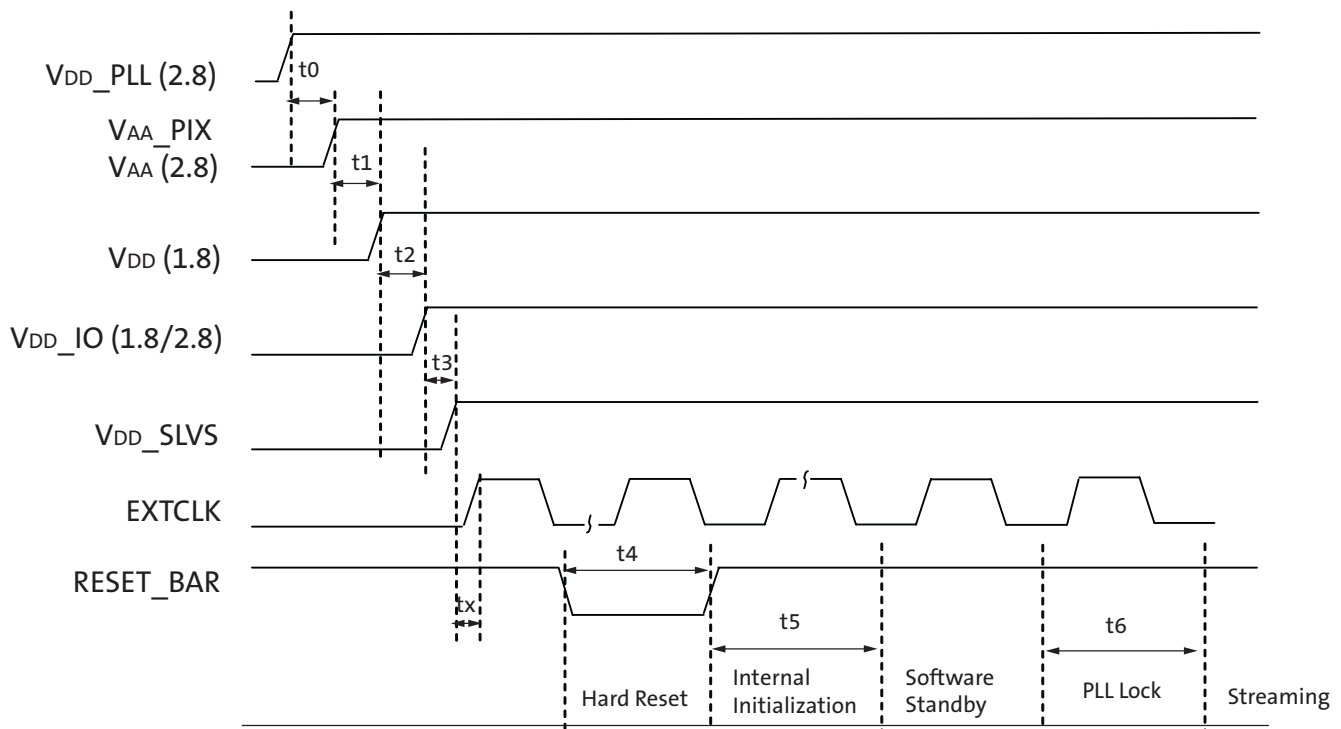 VDD_PLL (2.8)
t0
VAA_PIX
VAA (2.8)
t1
VDD (1.8)
t2
VDD_IO (1.8/2.8)
t3
VDD_SLVS
EXTCLK
RESET_BAR
tx
t4
t5
t6
Hard Reset
Internal
Initialization
Software
Standby
PLL Lock
Streaming